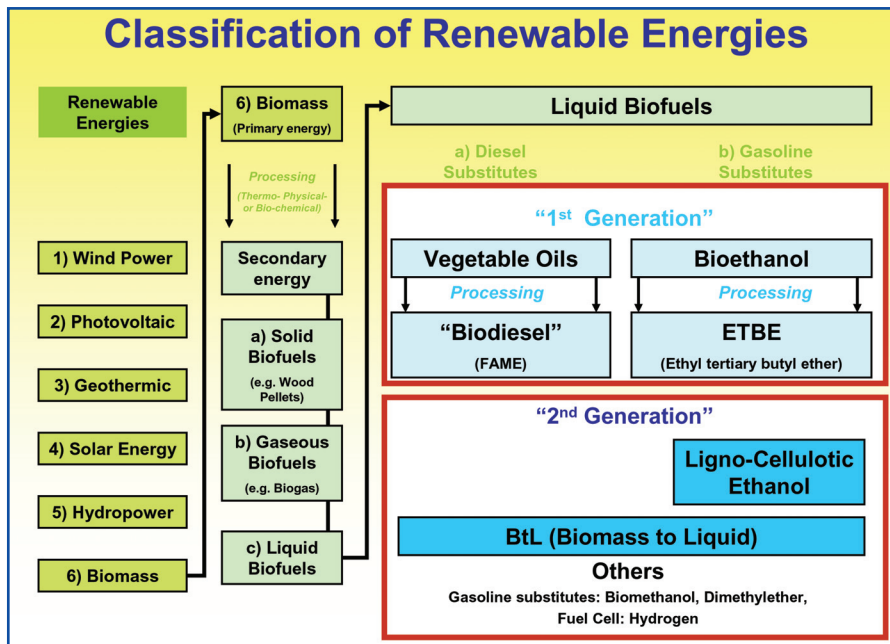 Classification of Renewable Energies
Renewable
Energies
1) Wind Power
2) Photovoltaic
3) Geothermic
4) Solar Energy
5) Hydropower
6) Biomass
6) Biomass
(Primary energy)
Processing
(Thermo- Physical-
or Bio-chemical)
Secondary
energy
a) Solid
Biofuels
(e.g. Wood
Pellets)
b) Gaseous
Biofuels
(e.g. Biogas)
c) Liquid
Biofuels
Liquid Biofuels
a) Diesel
Substitutes
b) Gasoline
Substitutes
“1st Generation”
Vegetable Oils
Bioethanol
Processing
Processing
“Biodiesel”
(FAME)
ETBE
(Ethyl tertiary butyl ether)
“2nd Generation”
Ligno-Cellulotic
Ethanol
BtL (Biomass to Liquid)
Others
Gasoline substitutes: Biomethanol, Dimethylether,
Fuel Cell: Hydrogen